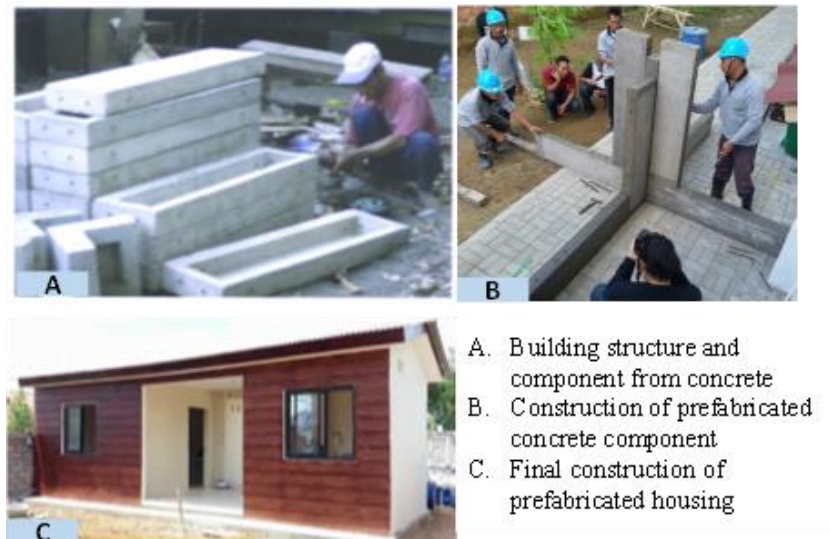 A
B
C
A. Building structure and
component from concrete
B. Construction of prefabricated
concrete component
C. Final construction of
prefabricated housing